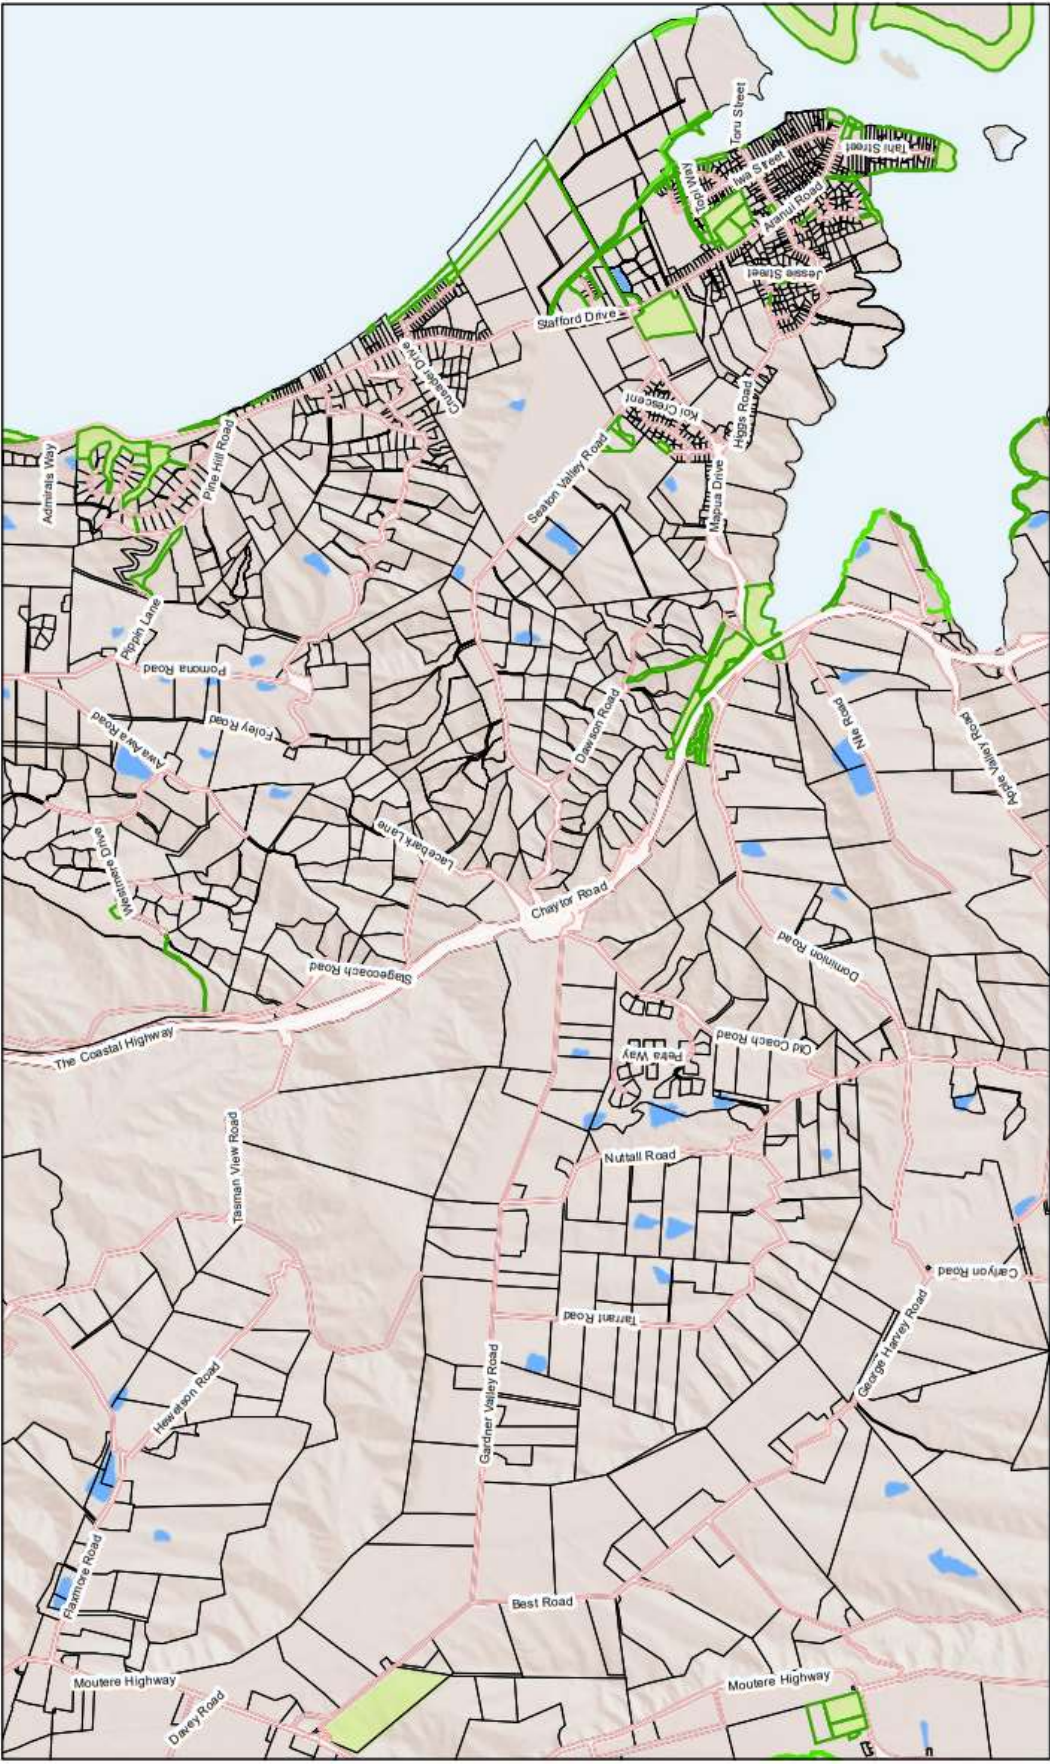 Toru Street
Tahi Street
Topi Way
Iwa Street
Aranui Road
Jessie Street
Stafford Drive
Crusader Drive
Koi Crescent
Higgs Road
Pine Hill Road
Admirals Way
Seaton Valley Road
Mapua Drive
Pippin Lane
Pomona Road
Foley Road
Awa Awa Road
Dawson Road
Nile Road
Apple Valley Road
Lacebark Lane
Westmere Drive
Chaytor Road
Dominion Road
Stagecoach Road
The Coastal Highway
Old Coach Road
Petra Way
Tasman View Road
Nuttall Road
Carlyon Road
Tarrant Road
George Harvey Road
Gardner Valley Road
Hewetson Road
Flaxmore Road
Best Road
Moutere Highway
Moutere Highway
Davey Road